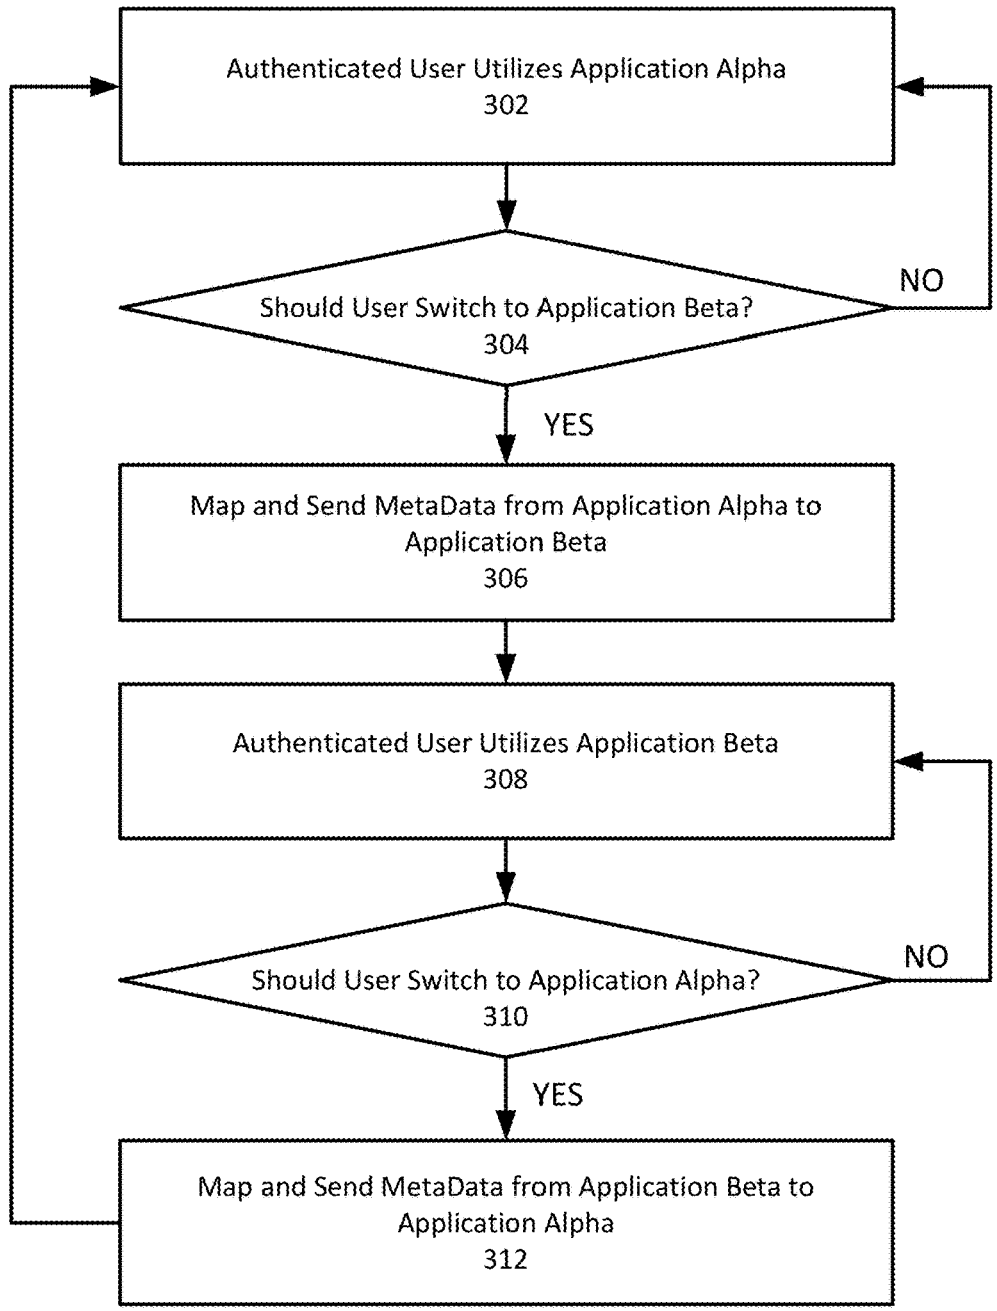 Authenticated User Utilizes Application Alpha
302
Should User Switch to Application Beta?
304
NO
YES
Map and Send MetaData from Application Alpha to
Application Beta
306
Authenticated User Utilizes Application Beta
308
Should User Switch to Application Alpha?
310
NO
YES
Map and Send MetaData from Application Beta to
Application Alpha
312